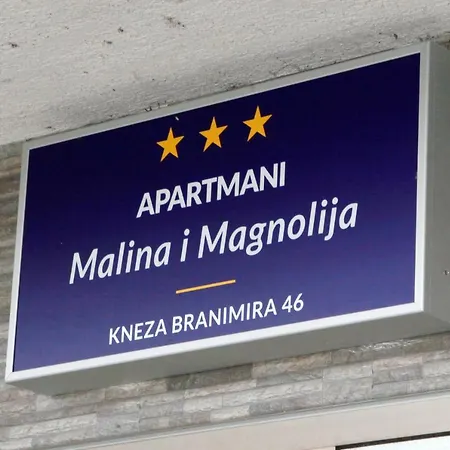 APARTMANI
Malina i Magnolija
KNEZA BRANIMIRA 46